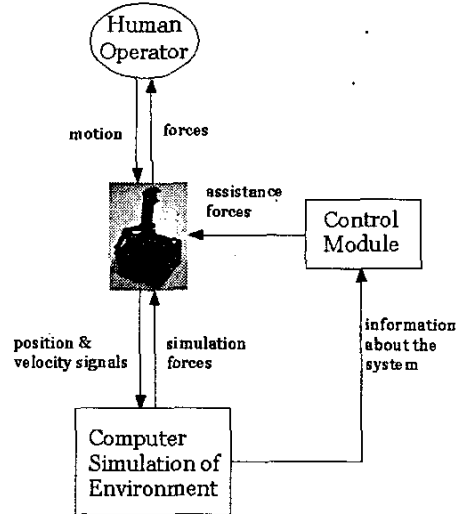 Human
Operator
motion
forces
assistance
forces
Control
Module
position &
velocity signals
simulation
forces
information
about the
system
Computer
Simulation of
Environment